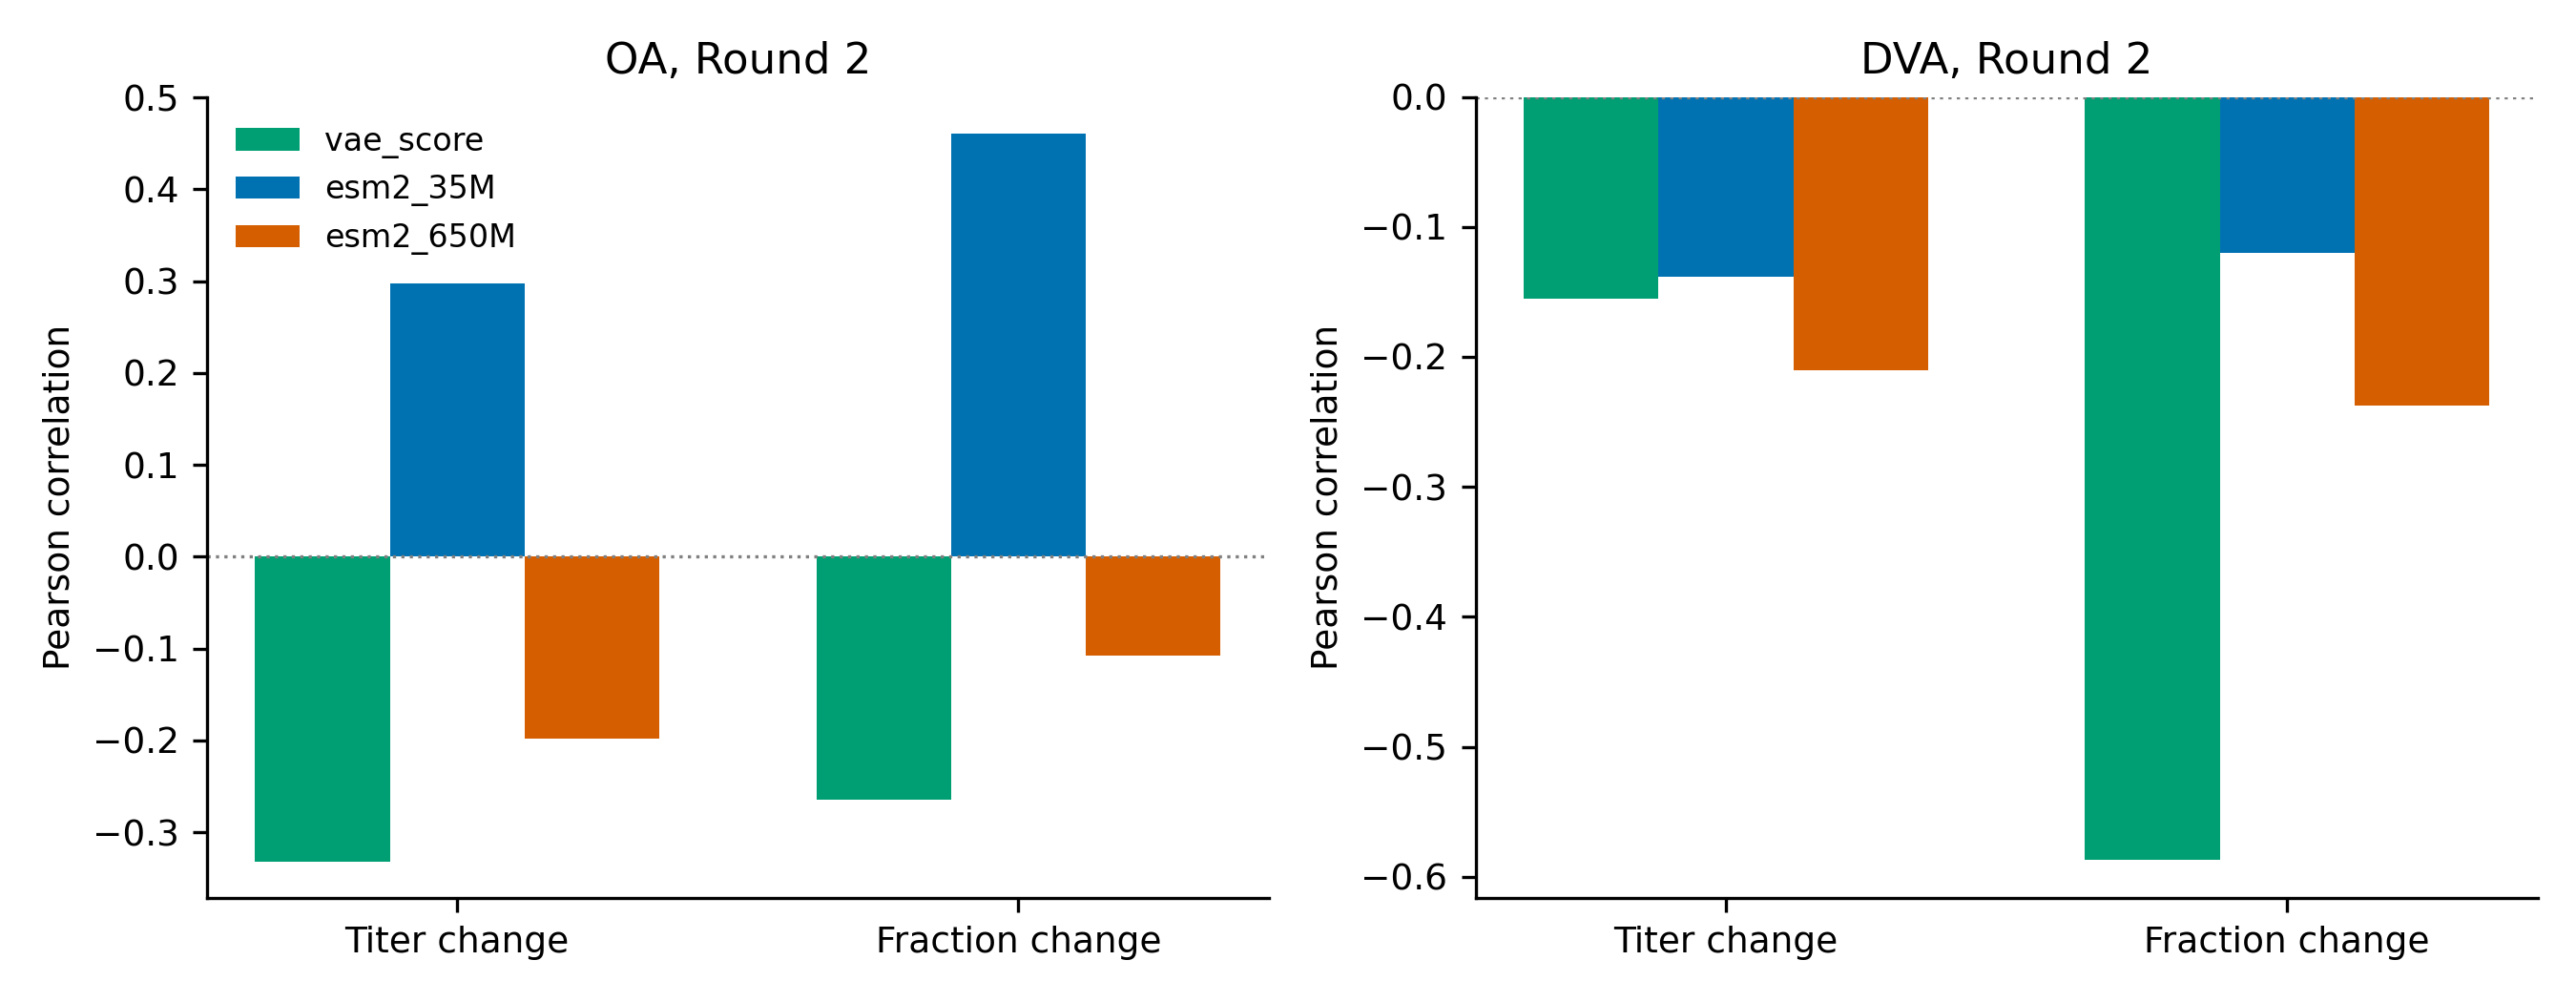 OA, Round 2
Pearson correlation
0.5
0.4
0.3
0.2
0.1
0.0
−0.1
−0.2
−0.3
vae_score
esm2_35M
esm2_650M
Titer change
Fraction change
DVA, Round 2
Pearson correlation
0.0
−0.1
−0.2
−0.3
−0.4
−0.5
−0.6
Titer change
Fraction change